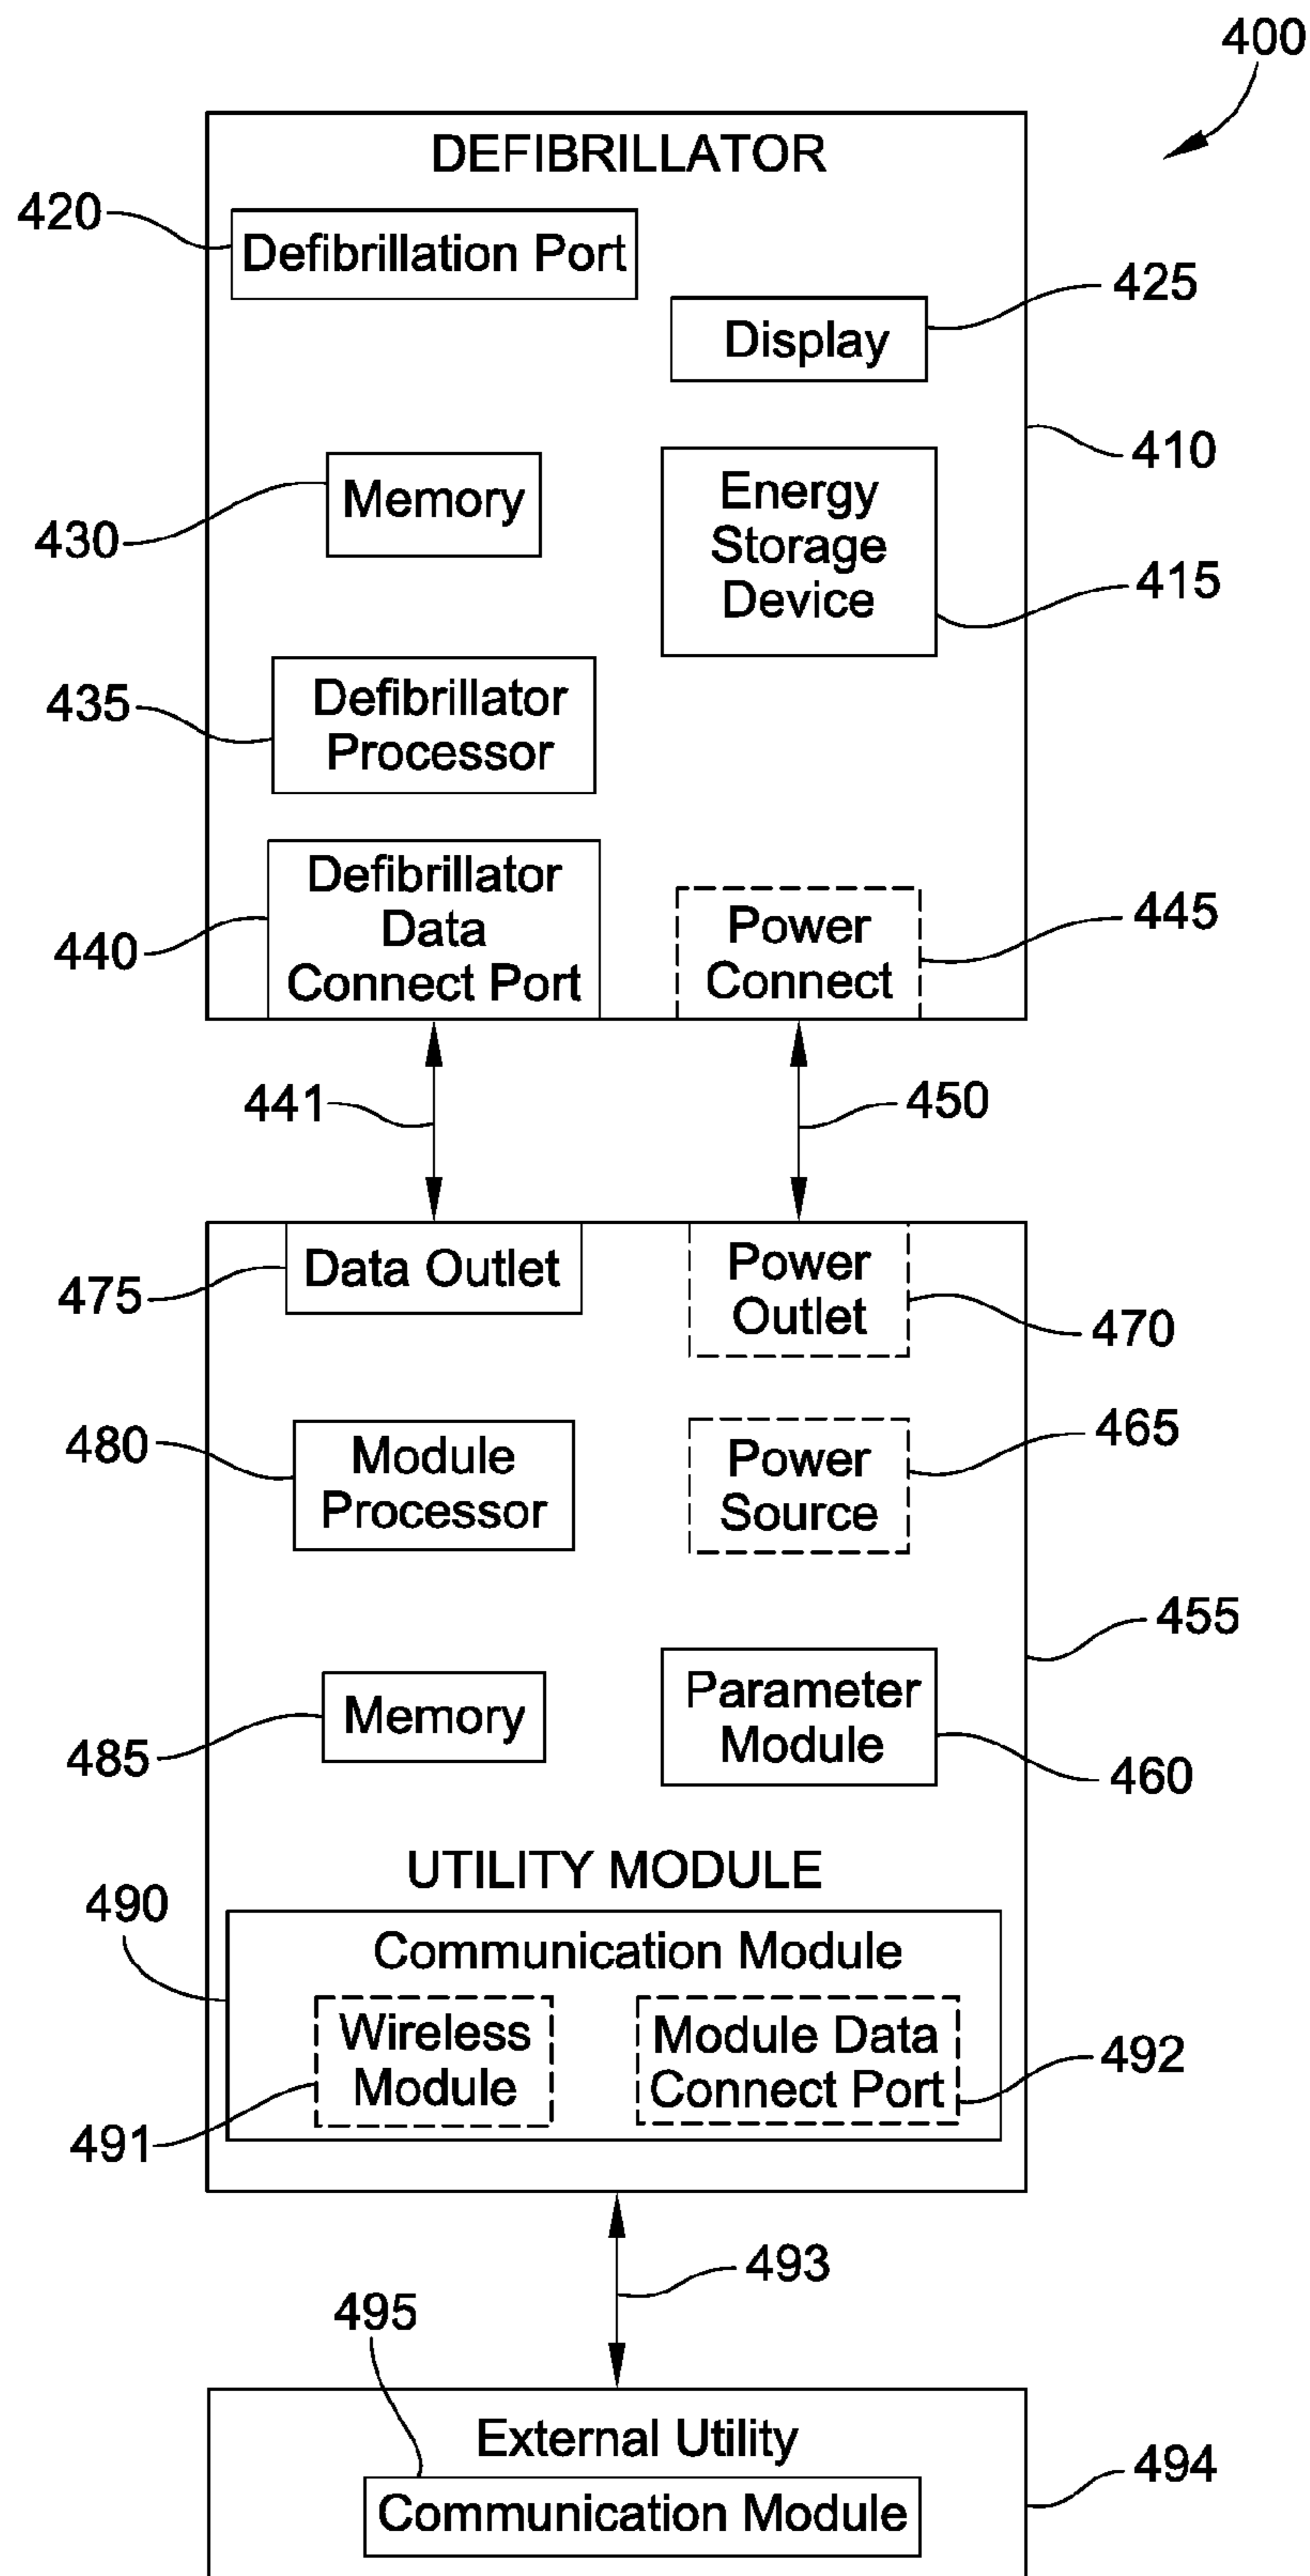 400
DEFIBRILLATOR
420
Defibrillation Port
425
Display
410
430
Memory
Energy
Storage
Device
415
435
Defibrillator
Processor
440
Defibrillator
Data
Connect Port
Power
Connect
445
441
450
475
Data Outlet
Power
Outlet
470
480
Module
Processor
Power
Source
465
455
485
Memory
Parameter
Module
460
UTILITY MODULE
490
Communication Module
Wireless
Module
491
Module Data
Connect Port
492
493
495
External Utility
494
Communication Module